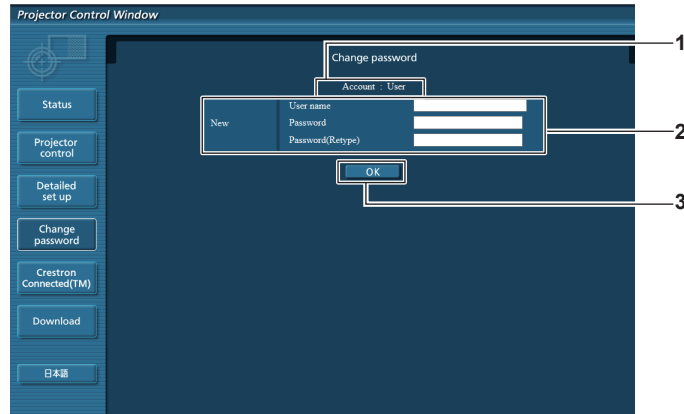 Projector Control Window
Change password
1
Account : User
Status
New
User name
Password
Password(Retype)
2
Projector
control
OK
3
Detailed
set up
Change
password
Crestron
Connected(TM)
Download
日本語